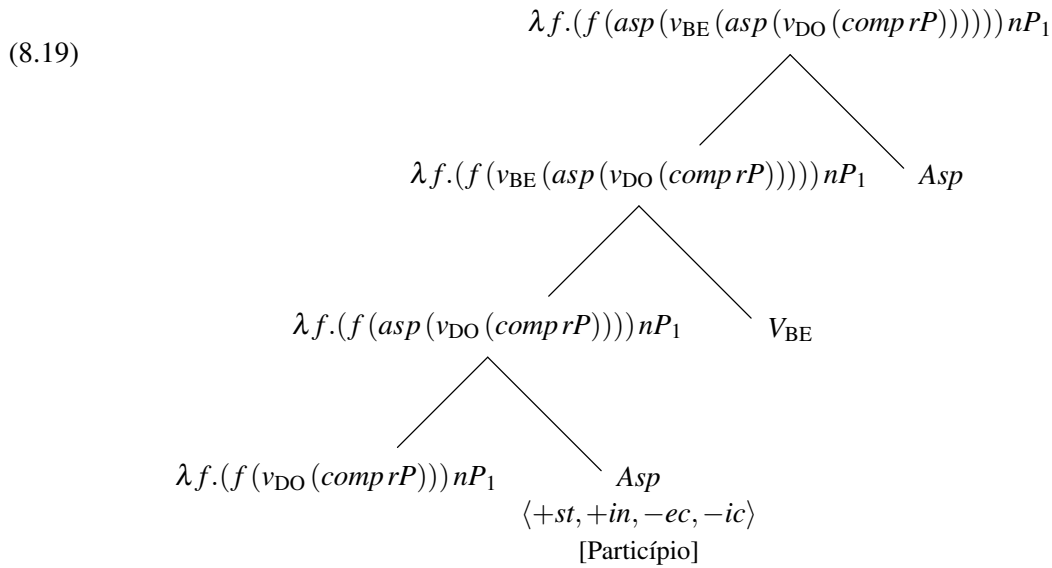 λf.(f(asp(v_BE(asp(v_DO(comp rP))))))nP_1
(8.19)
λf.(f(v_BE(asp(v_DO(comp rP)))))nP_1 Asp
λf.(f(asp(v_DO(comp rP))))nP_1 V_BE
λf.(f(v_DO(comp rP)))nP_1 Asp
⟨+st,+in,−ec,−ic⟩
[Particípio]